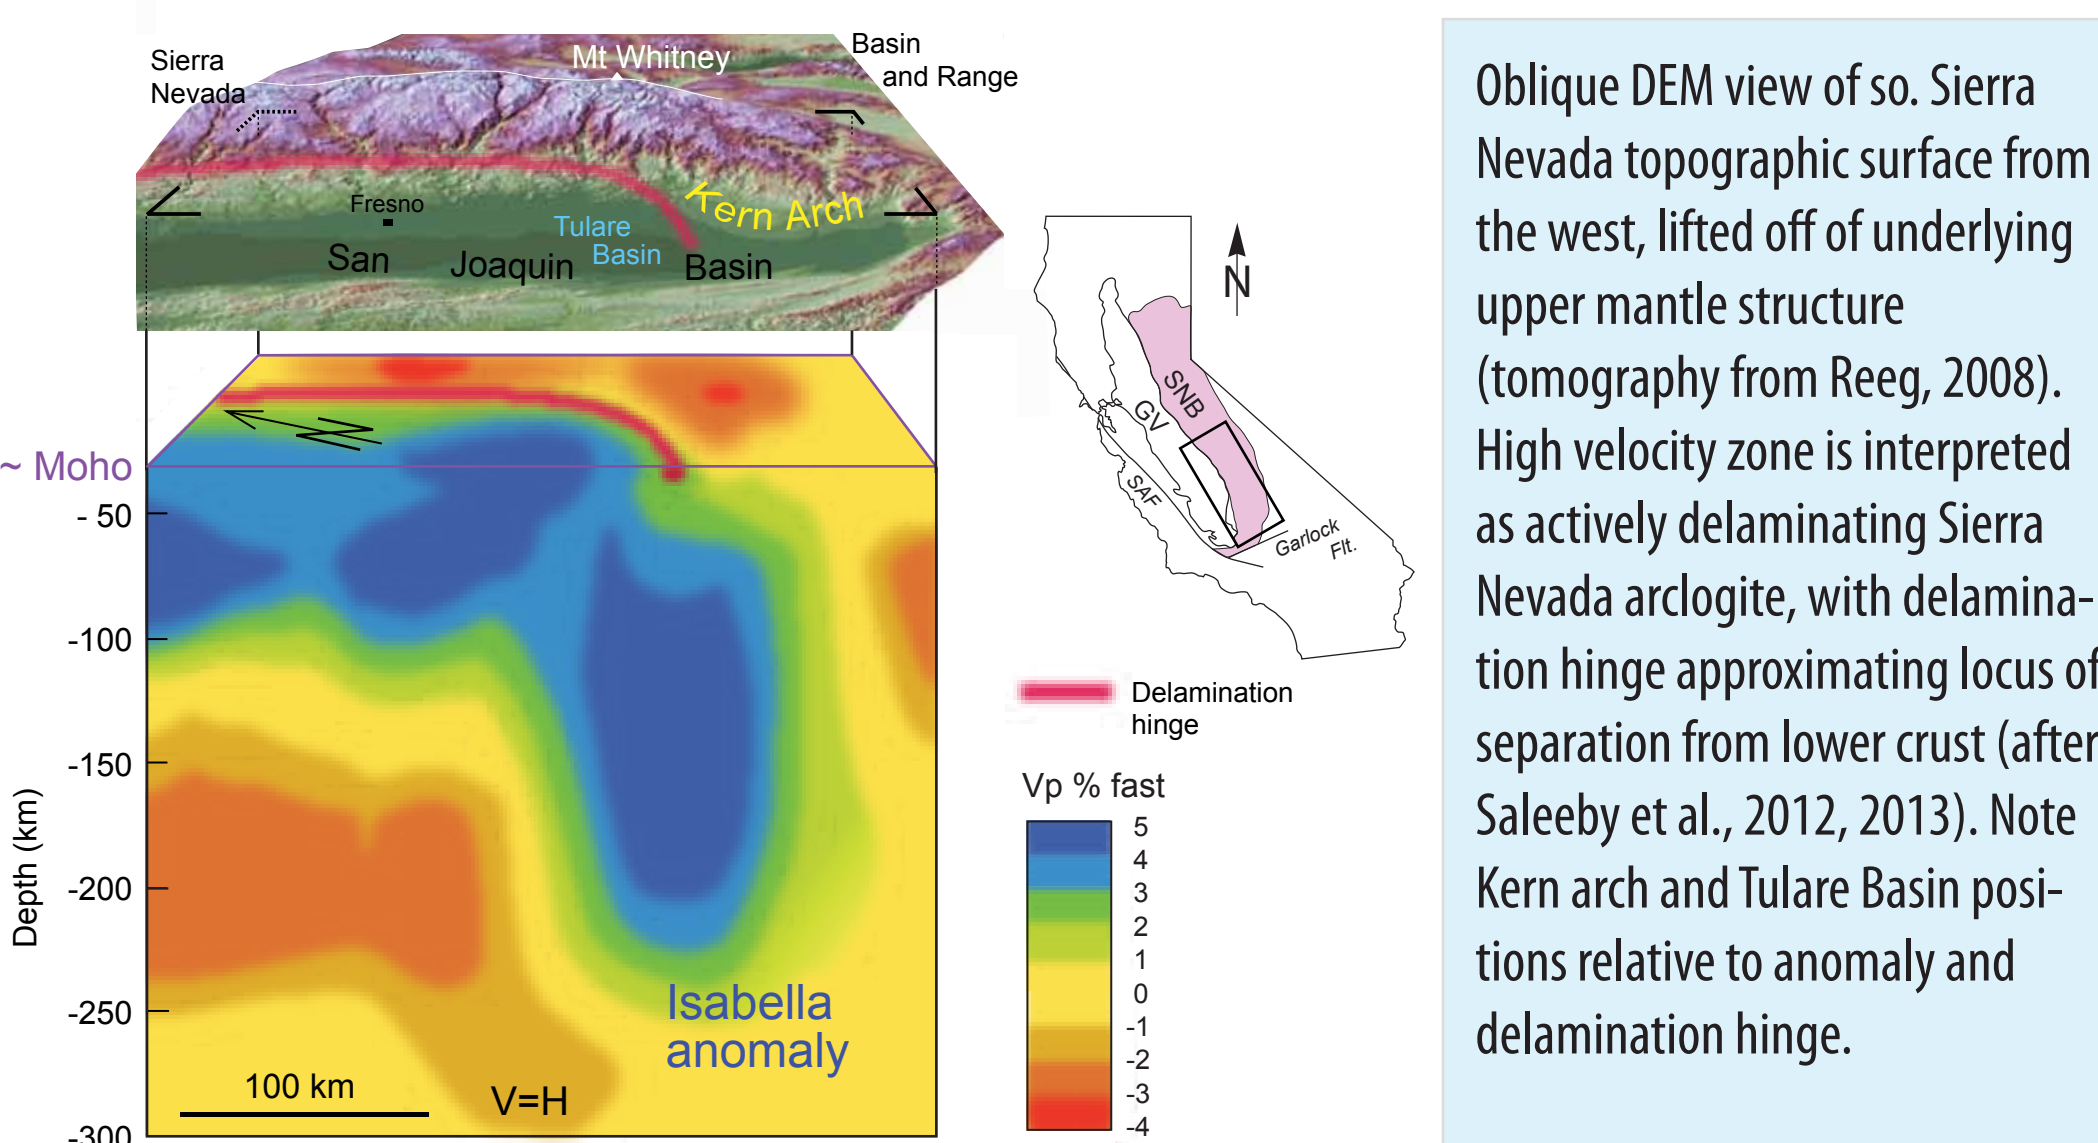 Sierra
Nevada
Mt Whitney
Basin
and Range
Fresno
Kern Arch
Tulare
Basin
San Joaquin Basin
N
~ Moho
- 50
-100
-150
-200
-250
-300
Depth (km)
Isabella
anomaly
100 km
V=H
N
SNB
GV
SAF
Garlock
Flt.
Delamination
hinge
Vp % fast
5
4
3
2
1
0
-1
-2
-3
-4
Oblique DEM view of so. Sierra
Nevada topographic surface from
the west, lifted off of underlying
upper mantle structure
(tomography from Reeg, 2008).
High velocity zone is interpreted
as actively delaminating Sierra
Nevada arclogite, with delamina-
tion hinge approximating locus of
separation from lower crust (after
Saleeby et al., 2012, 2013). Note
Kern arch and Tulare Basin posi-
tions relative to anomaly and
delamination hinge.